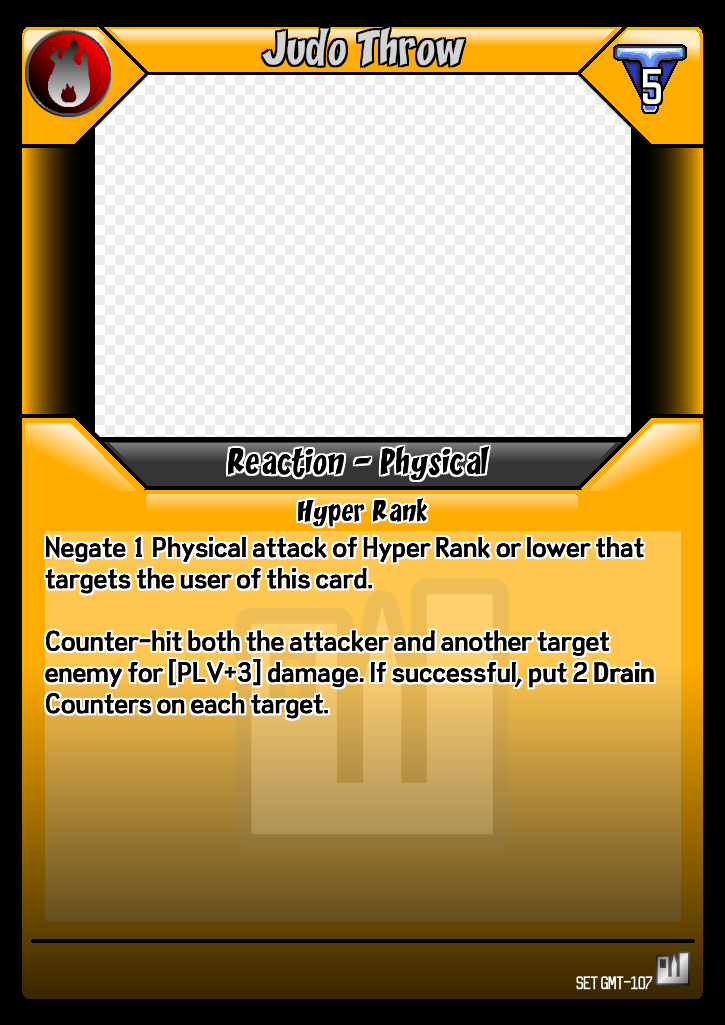 Judo Throw
5
Reaction - Physical
Hyper Rank
Negate 1 Physical attack of Hyper Rank or lower that
targets the user of this card.
Counter-hit both the attacker and another target
enemy for [PLV+3] damage. If successful, put 2 Drain
Counters on each target.
SET GMT-107